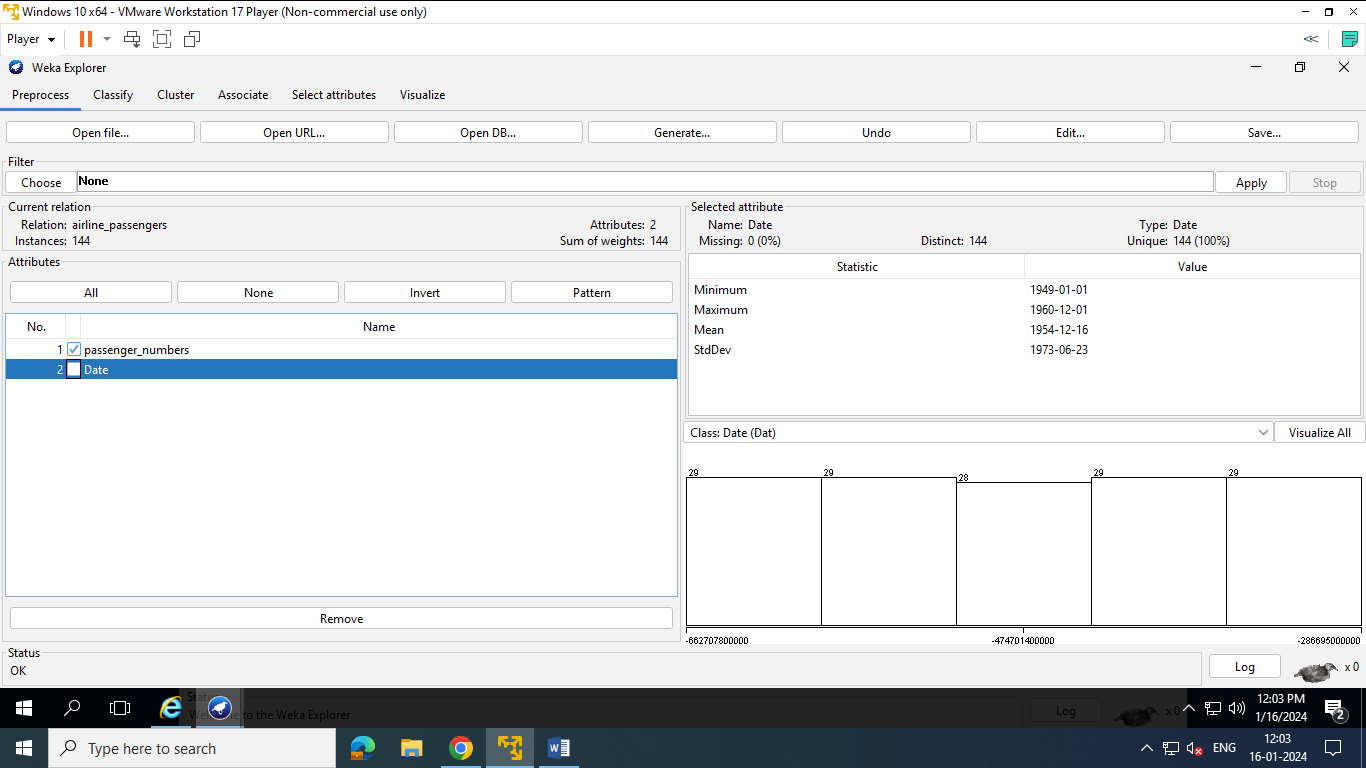 Windows 10 x64 - VMware Workstation 17 Player (Non-commercial use only)
Player
Weka Explorer
Preprocess Classify Cluster Associate Select attributes Visualize
Open file... Open URL... Open DB... Generate... Undo Edit... Save...
Filter
Choose None Apply Stop
Current relation
Relation: airline_passengers Attributes: 2
Instances: 144 Sum of weights: 144
Attributes
All None Invert Pattern
No. Name
1 passenger_numbers
2 Date
Remove
Selected attribute
Name: Date Type: Date
Missing: 0 (0%) Distinct: 144 Unique: 144 (100%)
Statistic Value
Minimum 1949-01-01
Maximum 1960-12-01
Mean 1954-12-16
StdDev 1973-06-23
Class: Date (Dat) Visualize All
29 29 28 29 29
-662707800000 -474701400000 -286695000000
Status
OK
Log x 0
Status
Welcome to the Weka Explorer Log x 0
12:03 PM
1/16/2024
2
Type here to search
W
ENG
12:03
16-01-2024